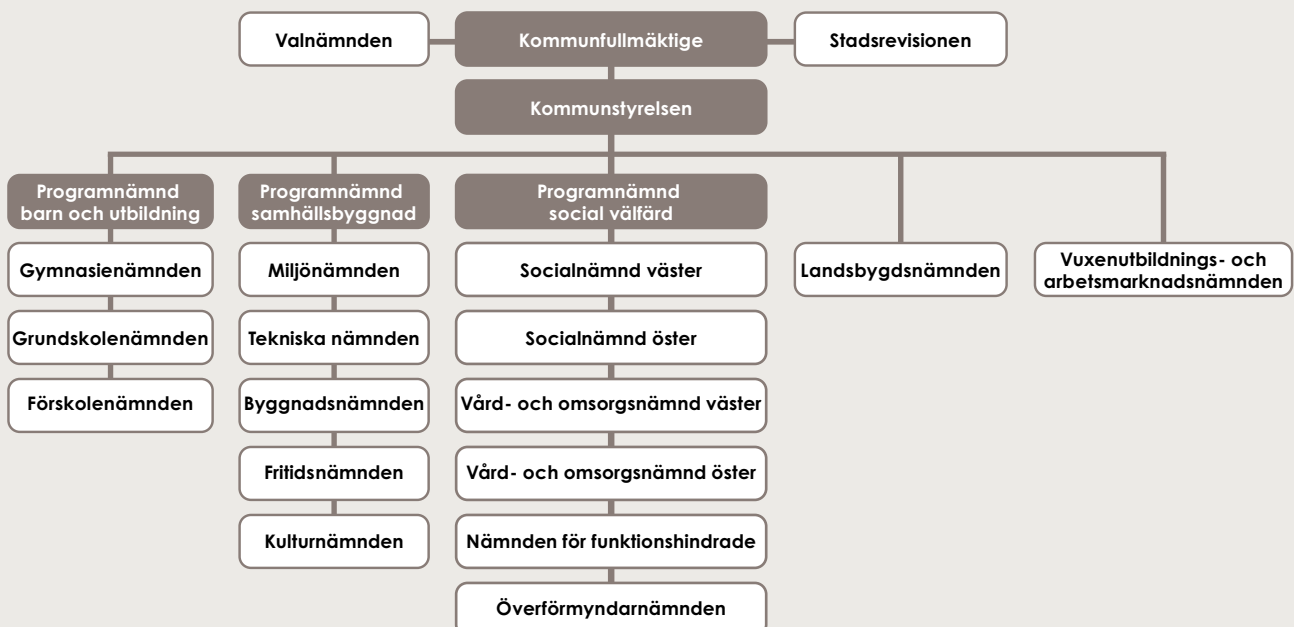 Valnämnden
Kommunfullmäktige
Stadsrevisionen
Kommunstyrelsen
Programnämnd
barn och utbildning
Programnämnd
samhällsbyggnad
Programnämnd
social välfärd
Gymnasienämnden
Miljönämnden
Socialnämnd väster
Landsbygdsnämnden
Vuxenutbildnings- och
arbetsmarknadsnämnden
Grundskolenämnden
Tekniska nämnden
Socialnämnd öster
Förskolenämnden
Byggnadsnämnden
Vård- och omsorgsnämnd väster
Fritidsnämnden
Vård- och omsorgsnämnd öster
Kulturnämnden
Nämnden för funktionshindrade
Överförmyndarnämnden